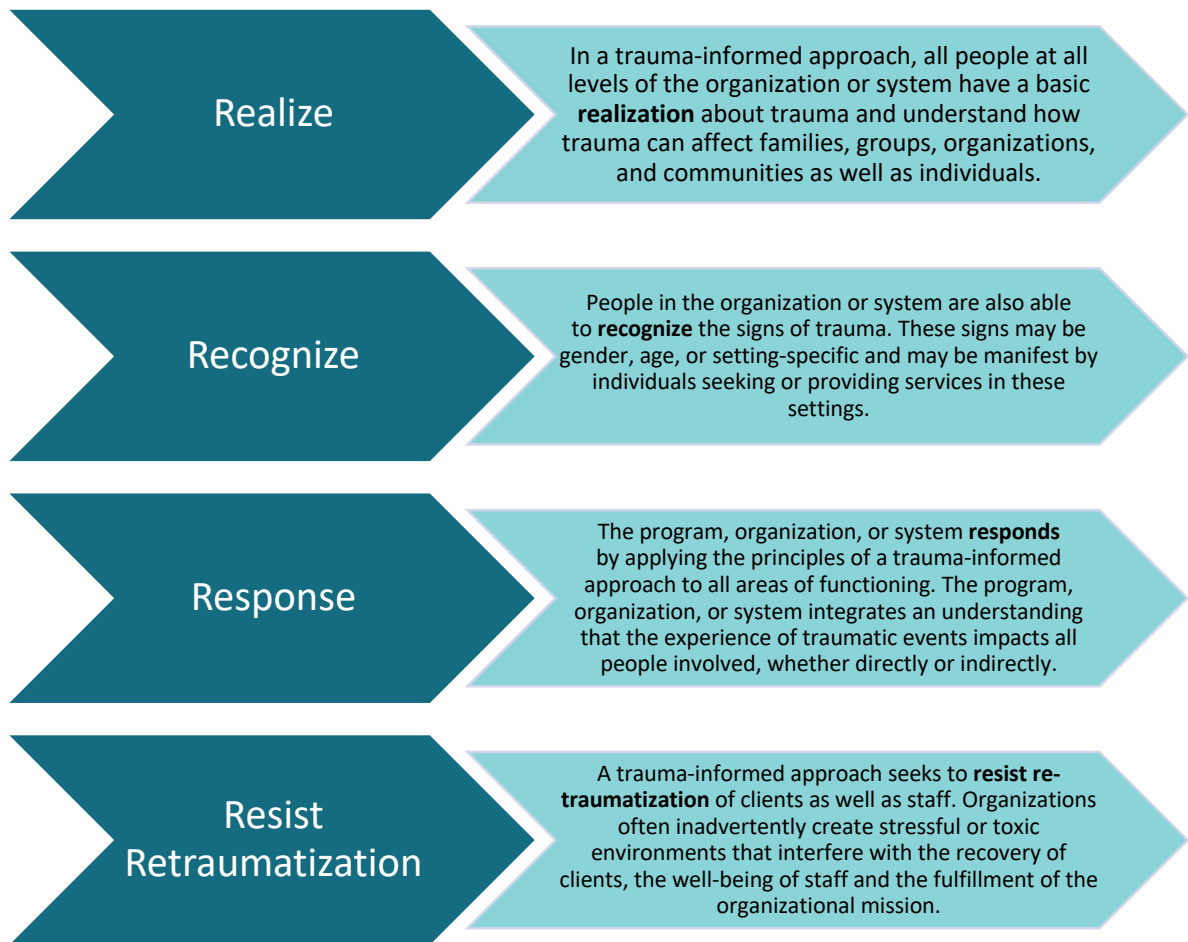 Realize
In a trauma-informed approach, all people at all
levels of the organization or system have a basic
realization about trauma and understand how
trauma can affect families, groups, organizations,
and communities as well as individuals.
Recognize
People in the organization or system are also able
to recognize the signs of trauma. These signs may be
gender, age, or setting-specific and may be manifest by
individuals seeking or providing services in these
settings.
Response
The program, organization, or system responds
by applying the principles of a trauma-informed
approach to all areas of functioning. The program,
organization, or system integrates an understanding
that the experience of traumatic events impacts all
people involved, whether directly or indirectly.
Resist
Retraumatization
A trauma-informed approach seeks to resist re-
traumatization of clients as well as staff. Organizations
often inadvertently create stressful or toxic
environments that interfere with the recovery of
clients, the well-being of staff and the fulfillment of the
organizational mission.